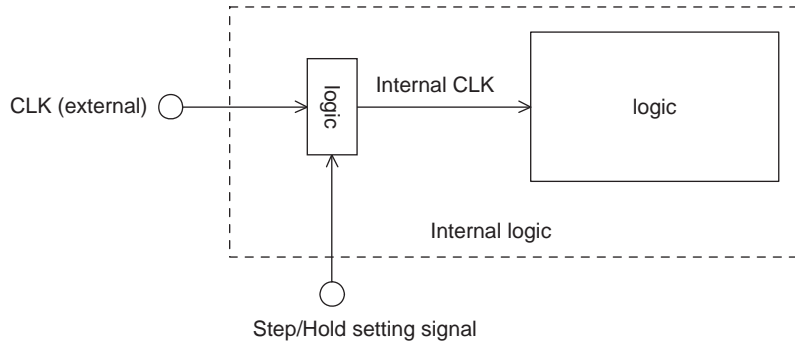 CLK (external)
logic
Internal CLK
logic
Internal logic
Step/Hold setting signal